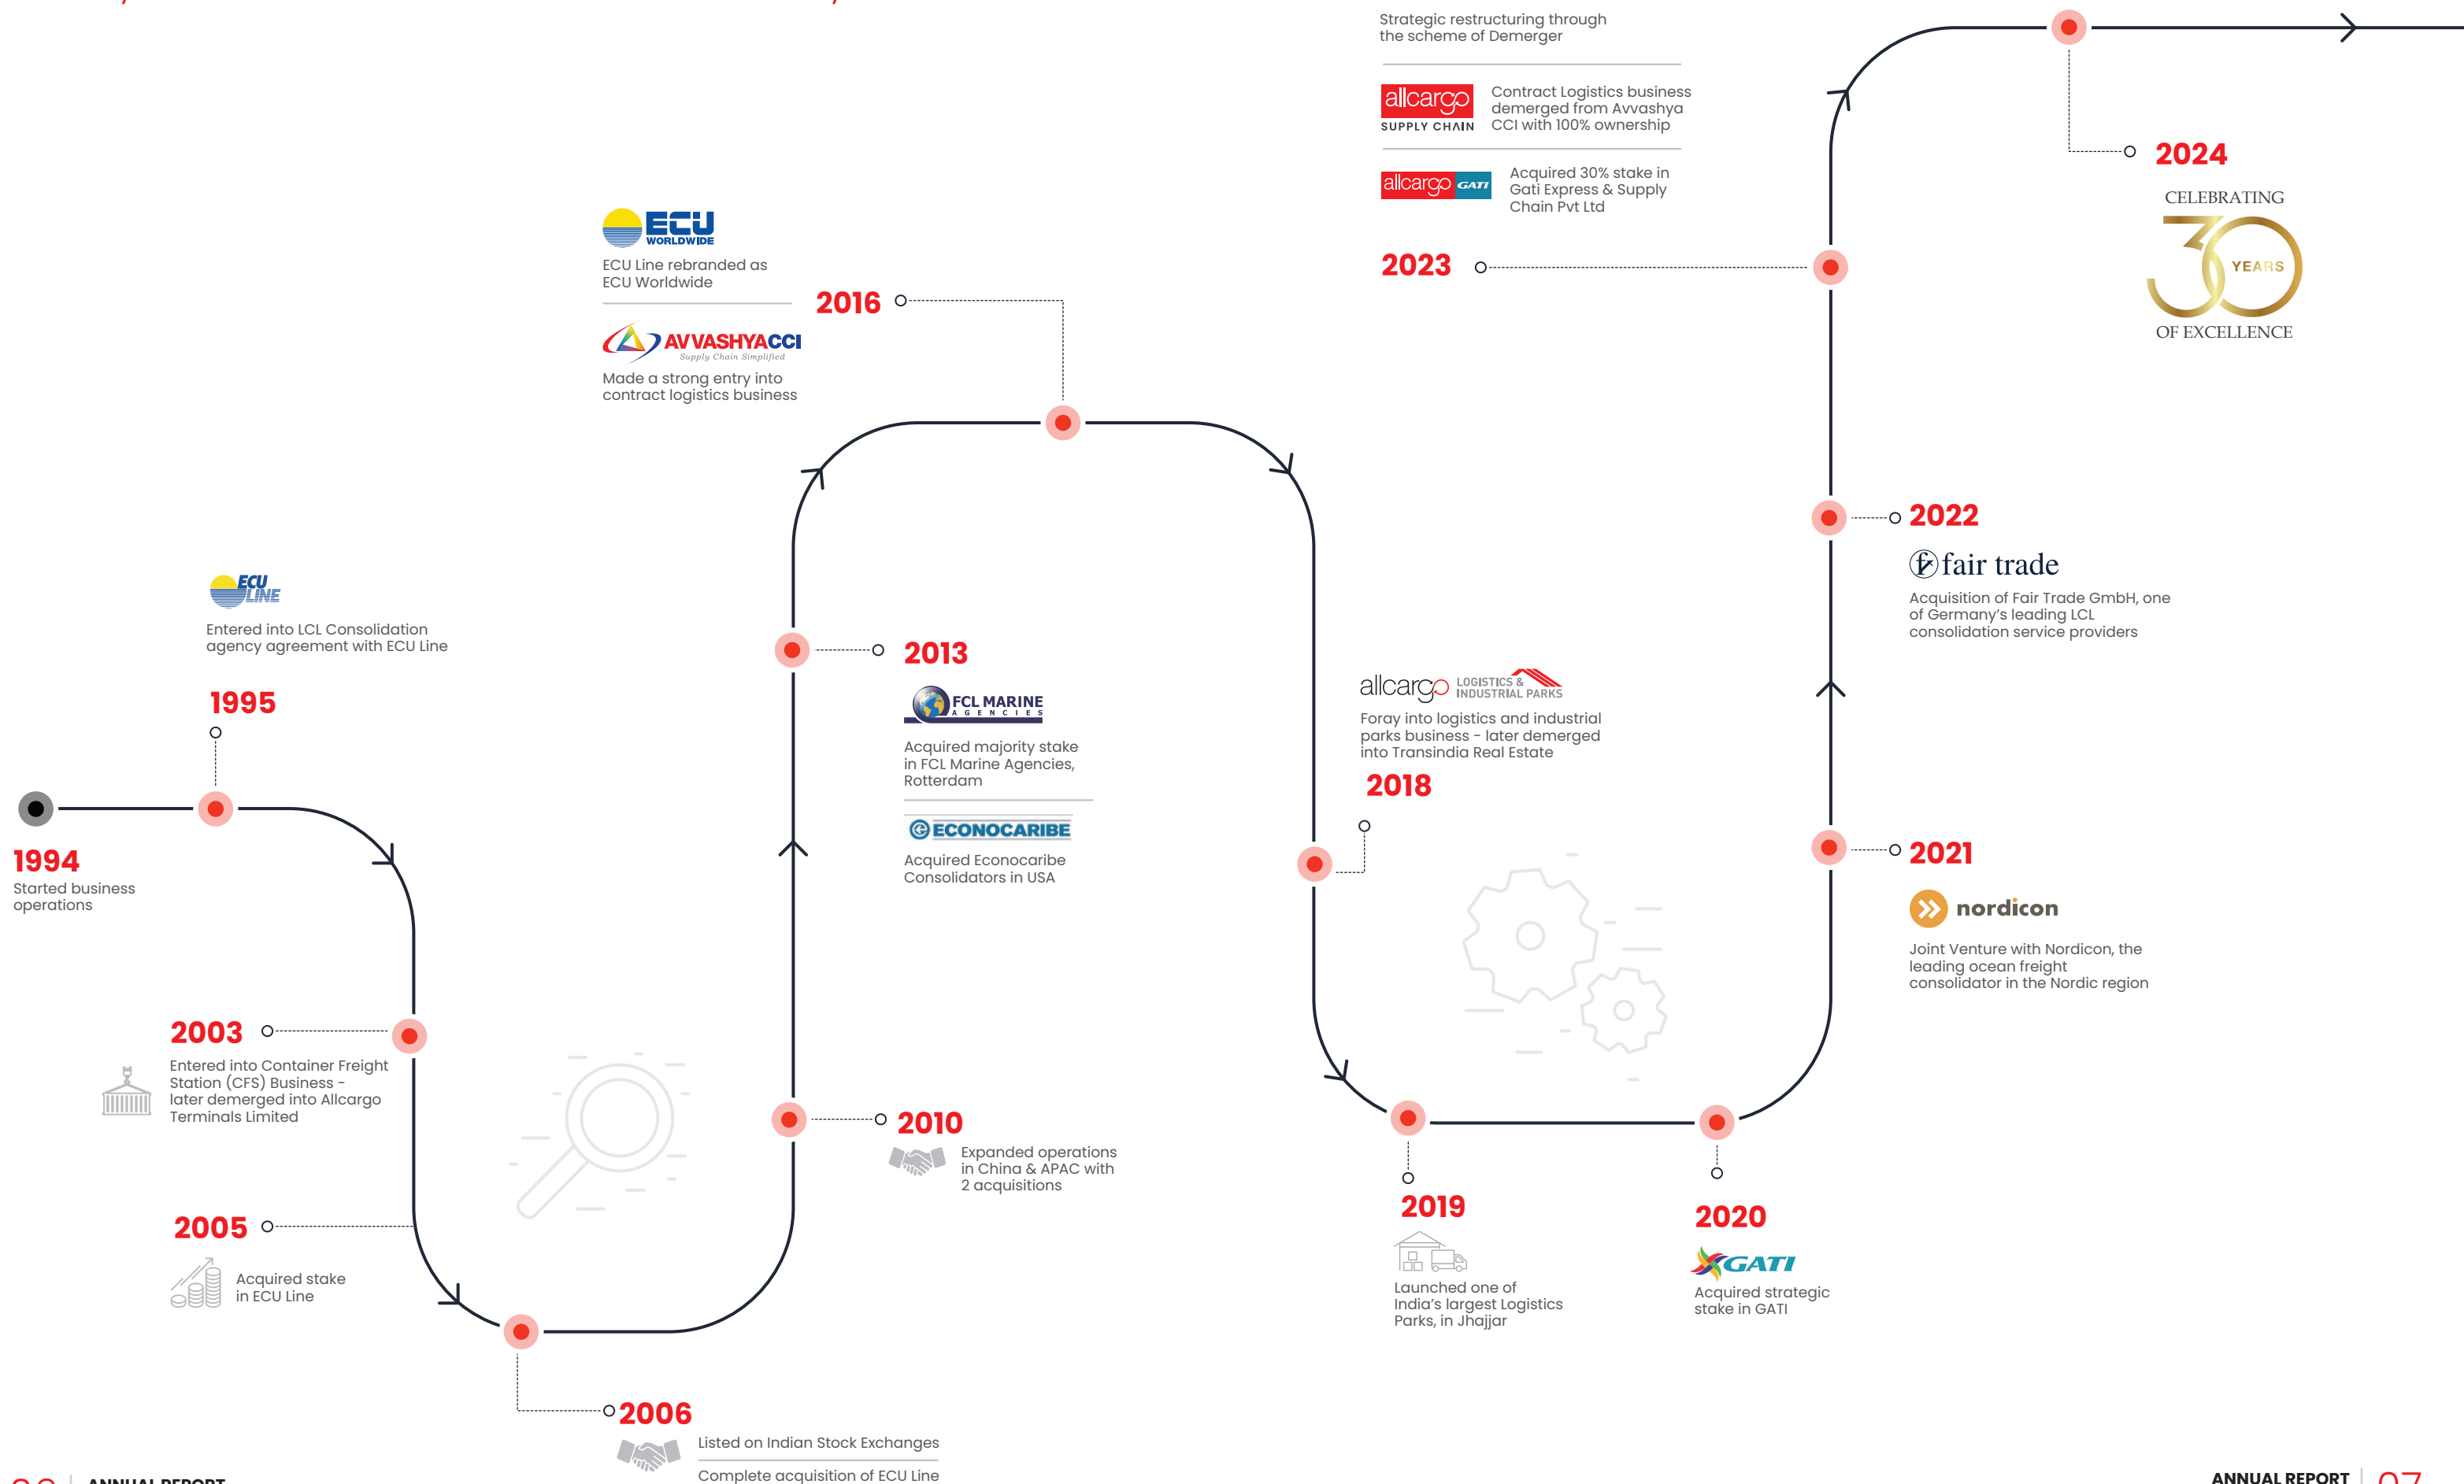 1994
Started business
operations
ECU
LINE
Entered into LCL Consolidation
agency agreement with ECU Line
1995
2003
Entered into Container Freight
Station (CFS) Business -
later demerged into Allcargo
Terminals Limited
2005
Acquired stake
in ECU Line
2006
Listed on Indian Stock Exchanges
Complete acquisition of ECU Line
2010
Expanded operations
in China & APAC with
2 acquisitions
2013
FCL MARINE
AGENCIES
Acquired majority stake
in FCL Marine Agencies,
Rotterdam
ECONOCARIBE
Acquired Econocaribe
Consolidators in USA
ECU
WORLDWIDE
ECU Line rebranded as
ECU Worldwide
2016
AVVASHYACCI
Supply Chain Simplified
Made a strong entry into
contract logistics business
allcargo LOGISTICS &
INDUSTRIAL PARKS
Foray into logistics and industrial
parks business - later demerged
into Transindia Real Estate
2018
2019
Launched one of
India's largest Logistics
Parks, in Jhajjar
2020
GATI
Acquired strategic
stake in GATI
2021
nordicon
Joint Venture with Nordicon, the
leading ocean freight
consolidator in the Nordic region
2022
fair trade
Acquisition of Fair Trade GmbH, one
of Germany's leading LCL
consolidation service providers
Strategic restructuring through
the scheme of Demerger
allcargo
SUPPLY CHAIN
Contract Logistics business
demerged from Avvashya
CCI with 100% ownership
allcargo GATI
Acquired 30% stake in
Gati Express & Supply
Chain Pvt Ltd
2023
2024
CELEBRATING
30
YEARS
OF EXCELLENCE
ANNUAL REPORT
ANNUAL REPORT 07